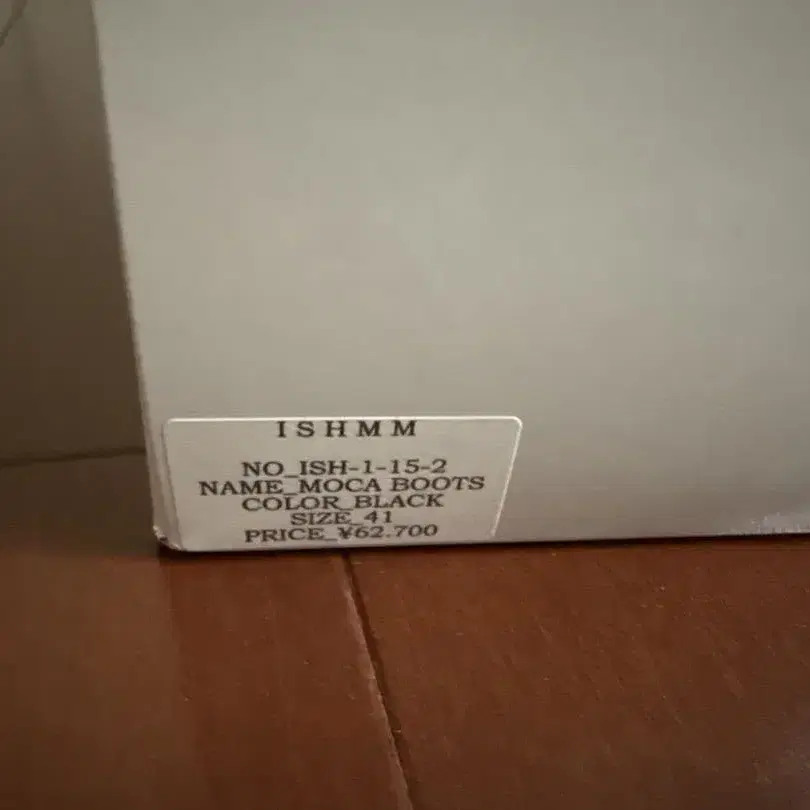 ISHMM
NO_ISH-1-15-2
NAME_MOCA BOOTS
COLOR_BLACK
SIZE_41
PRICE_¥62.700